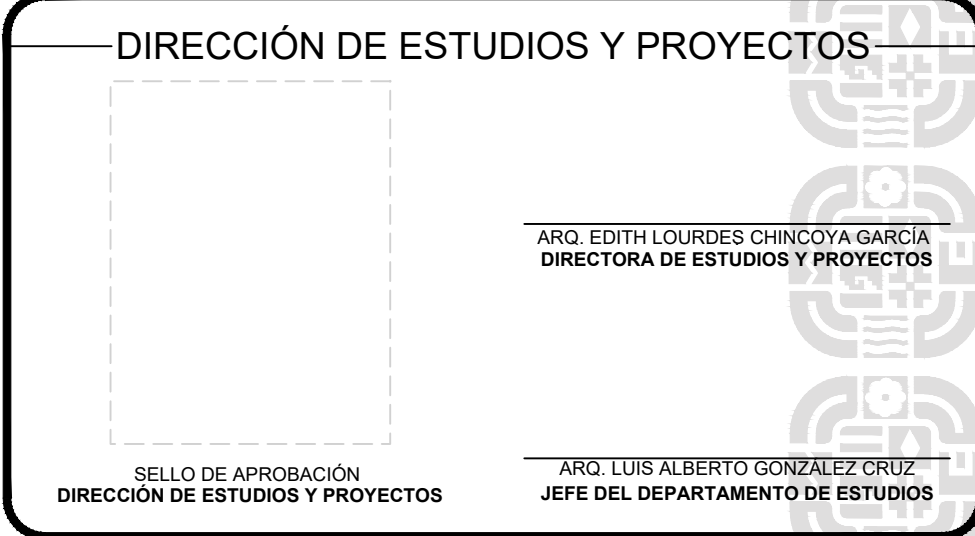 DIRECCIÓN DE ESTUDIOS Y PROYECTOS
ARQ. EDITH LOURDES CHINCOYA GARCÍA
DIRECTORA DE ESTUDIOS Y PROYECTOS
SELLO DE APROBACIÓN
DIRECCIÓN DE ESTUDIOS Y PROYECTOS
ARQ. LUIS ALBERTO GONZÁLEZ CRUZ
JEFE DEL DEPARTAMENTO DE ESTUDIOS